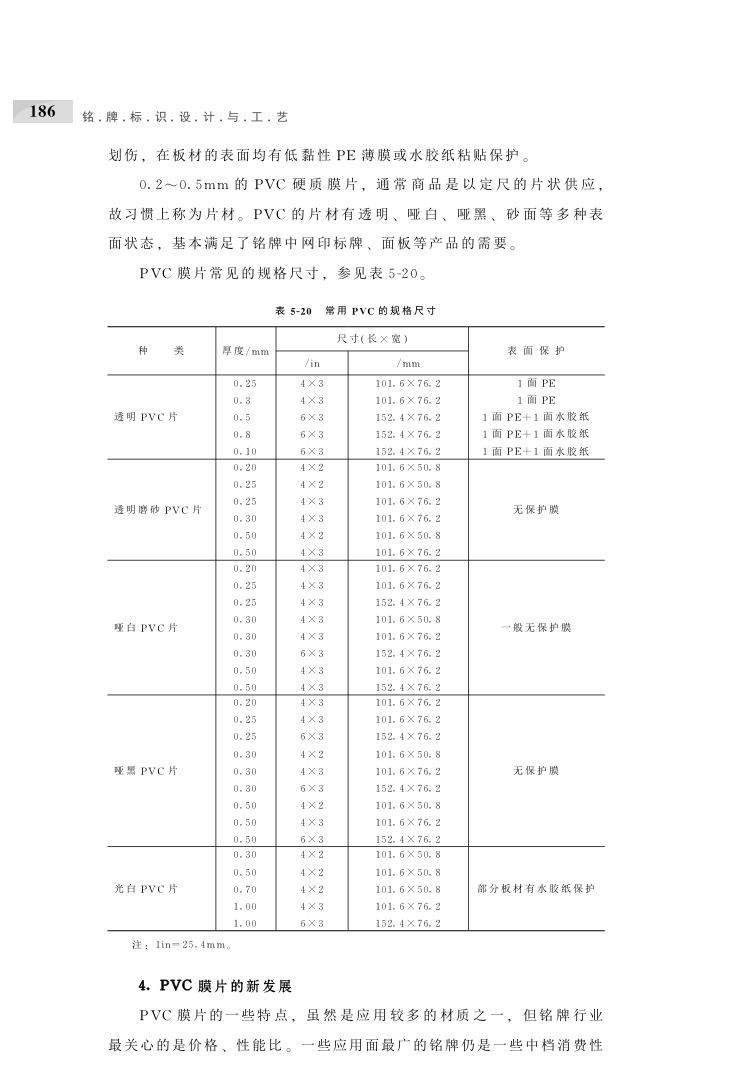 186
铭.牌.标.识.设.计.与.工.艺
划伤，在板材的表面均有低黏性 PE 薄膜或水胶纸粘贴保护。
0.2～0.5mm 的 PVC 硬质膜片，通常商品是以定尺的片状供应，
故习惯上称为片材。PVC 的片材有透明、哑白、哑黑、砂面等多种表
面状态，基本满足了铭牌中网印标牌、面板等产品的需要。
PVC 膜片常见的规格尺寸，参见表 5-20。
表 5-20 常用 PVC 的规格尺寸
种 类 厚度/mm 尺寸(长×宽) 表面保护
/in /mm
0.25 4×3 101.6×76.2 1 面 PE
0.3 4×3 101.6×76.2 1 面 PE
透明 PVC 片 0.5 6×3 152.4×76.2 1 面 PE+1 面水胶纸
0.8 6×3 152.4×76.2 1 面 PE+1 面水胶纸
0.10 6×3 152.4×76.2 1 面 PE+1 面水胶纸
0.20 4×2 101.6×50.8
0.25 4×2 101.6×50.8
0.25 4×3 101.6×76.2
透明磨砂 PVC 片 无保护膜
0.30 4×3 101.6×76.2
0.50 4×2 101.6×50.8
0.50 4×3 101.6×76.2
0.20 4×3 101.6×76.2
0.25 4×3 101.6×76.2
0.25 4×3 152.4×76.2
0.30 4×3 101.6×50.8
哑白 PVC 片 一般无保护膜
0.30 4×3 101.6×76.2
0.30 6×3 152.4×76.2
0.50 4×3 101.6×76.2
0.50 4×3 152.4×76.2
0.20 4×3 101.6×76.2
0.25 4×3 101.6×76.2
0.25 6×3 152.4×76.2
0.30 4×2 101.6×50.8
哑黑 PVC 片 0.30 4×3 101.6×76.2 无保护膜
0.30 6×3 152.4×76.2
0.50 4×2 101.6×50.8
0.50 4×3 101.6×76.2
0.50 6×3 152.4×76.2
0.30 4×2 101.6×50.8
0.50 4×2 101.6×50.8
光白 PVC 片 0.70 4×2 101.6×50.8 部分板材有水胶纸保护
1.00 4×3 101.6×76.2
1.00 6×3 152.4×76.2
注：1in=25.4mm。
4. PVC 膜片的新发展
PVC 膜片的一些特点，虽然是应用较多的材质之一，但铭牌行业
最关心的是价格、性能比。一些应用面最广的铭牌仍是一些中档消费性